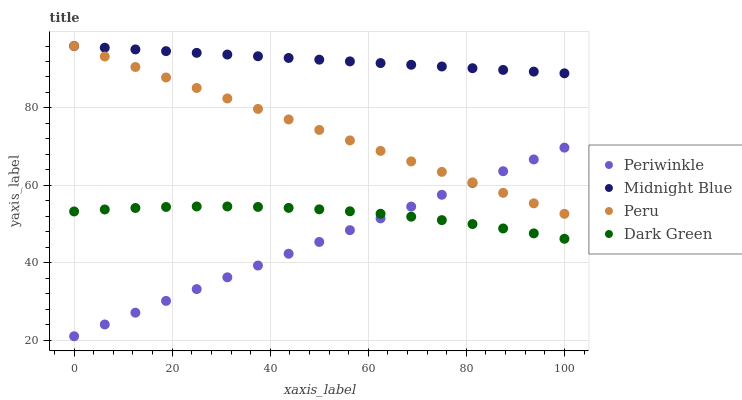 title
yaxis_label
80
60
40
20
0 20 40 60 80 100
xaxis_label
Periwinkle
Midnight Blue
Peru
Dark Green